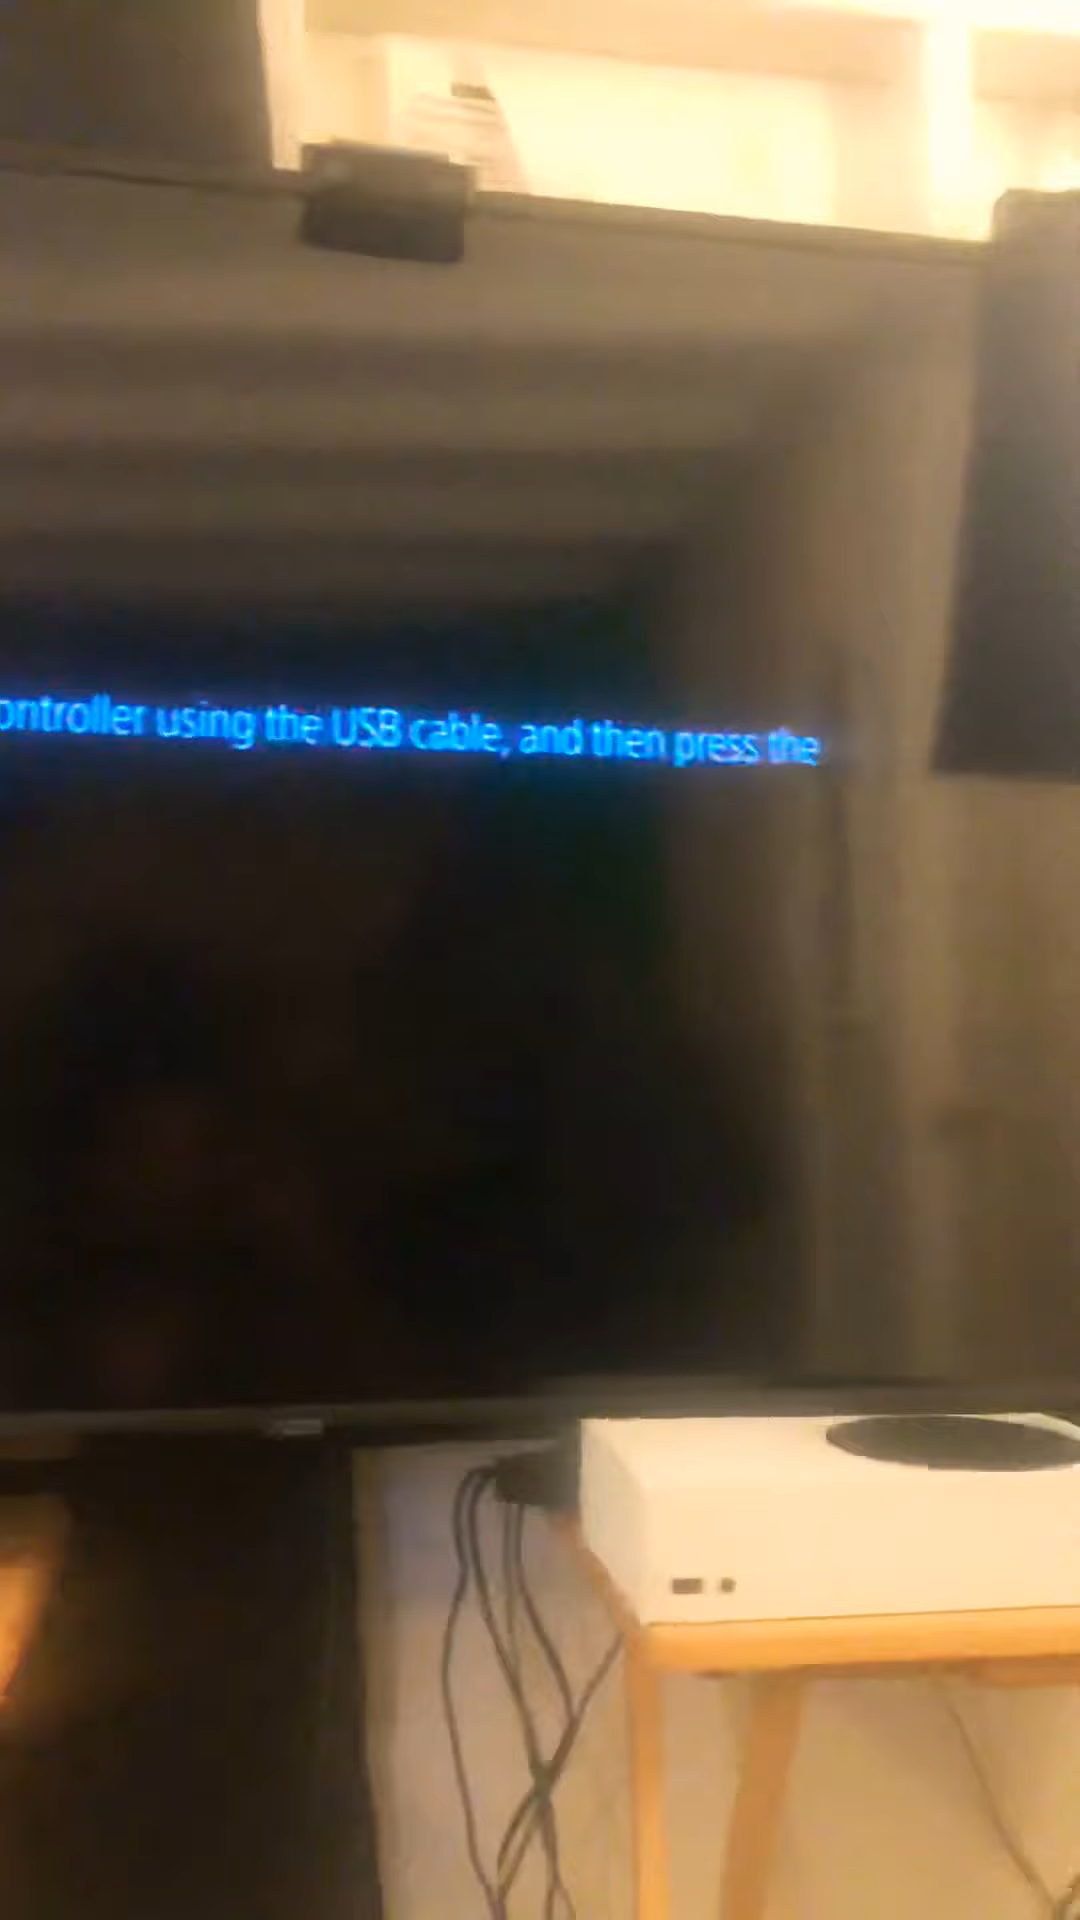 ontroller using the USB cable, and then press the